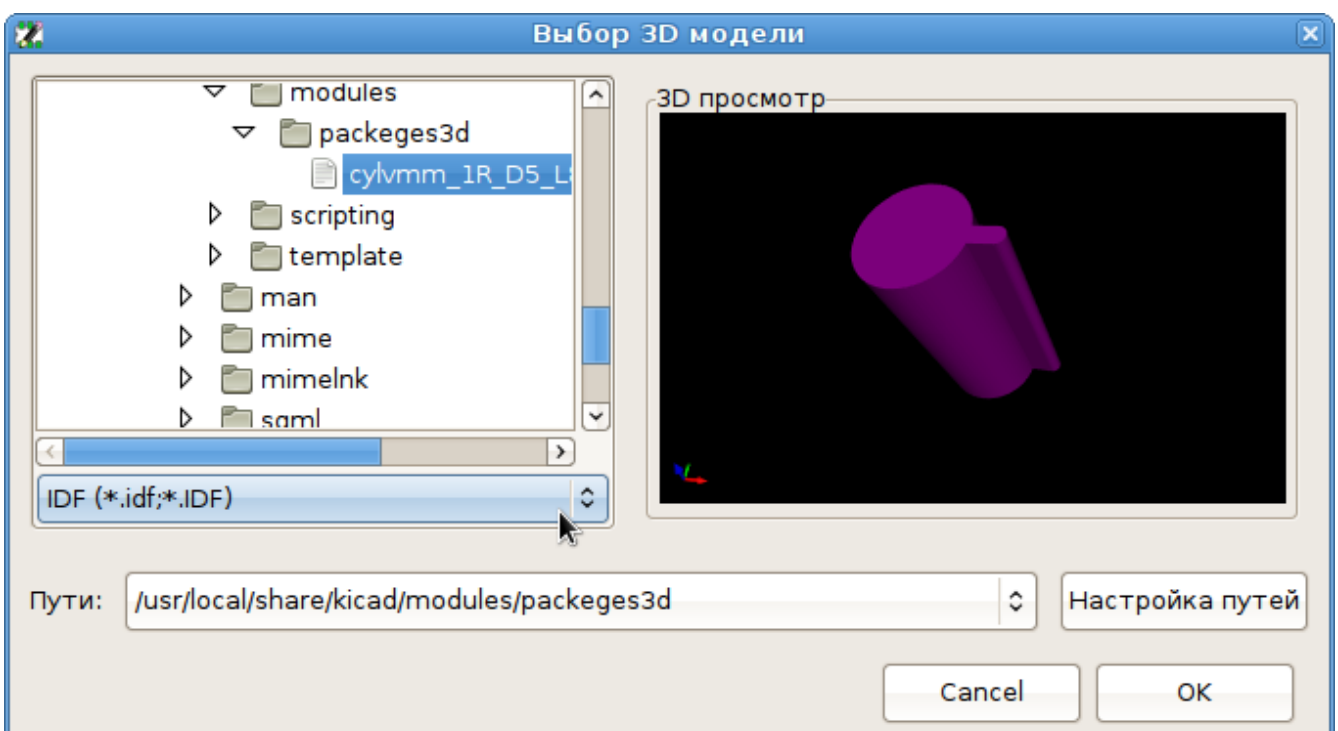 Выбор 3D модели
modules
packeges3d
cylvmm_1R_D5_L
scripting
template
man
mime
mimelnk
sgml
IDF (*.idf;*.IDF)
3D просмотр
Пути:
/usr/local/share/kicad/modules/packeges3d
Настройка путей
Cancel
OK